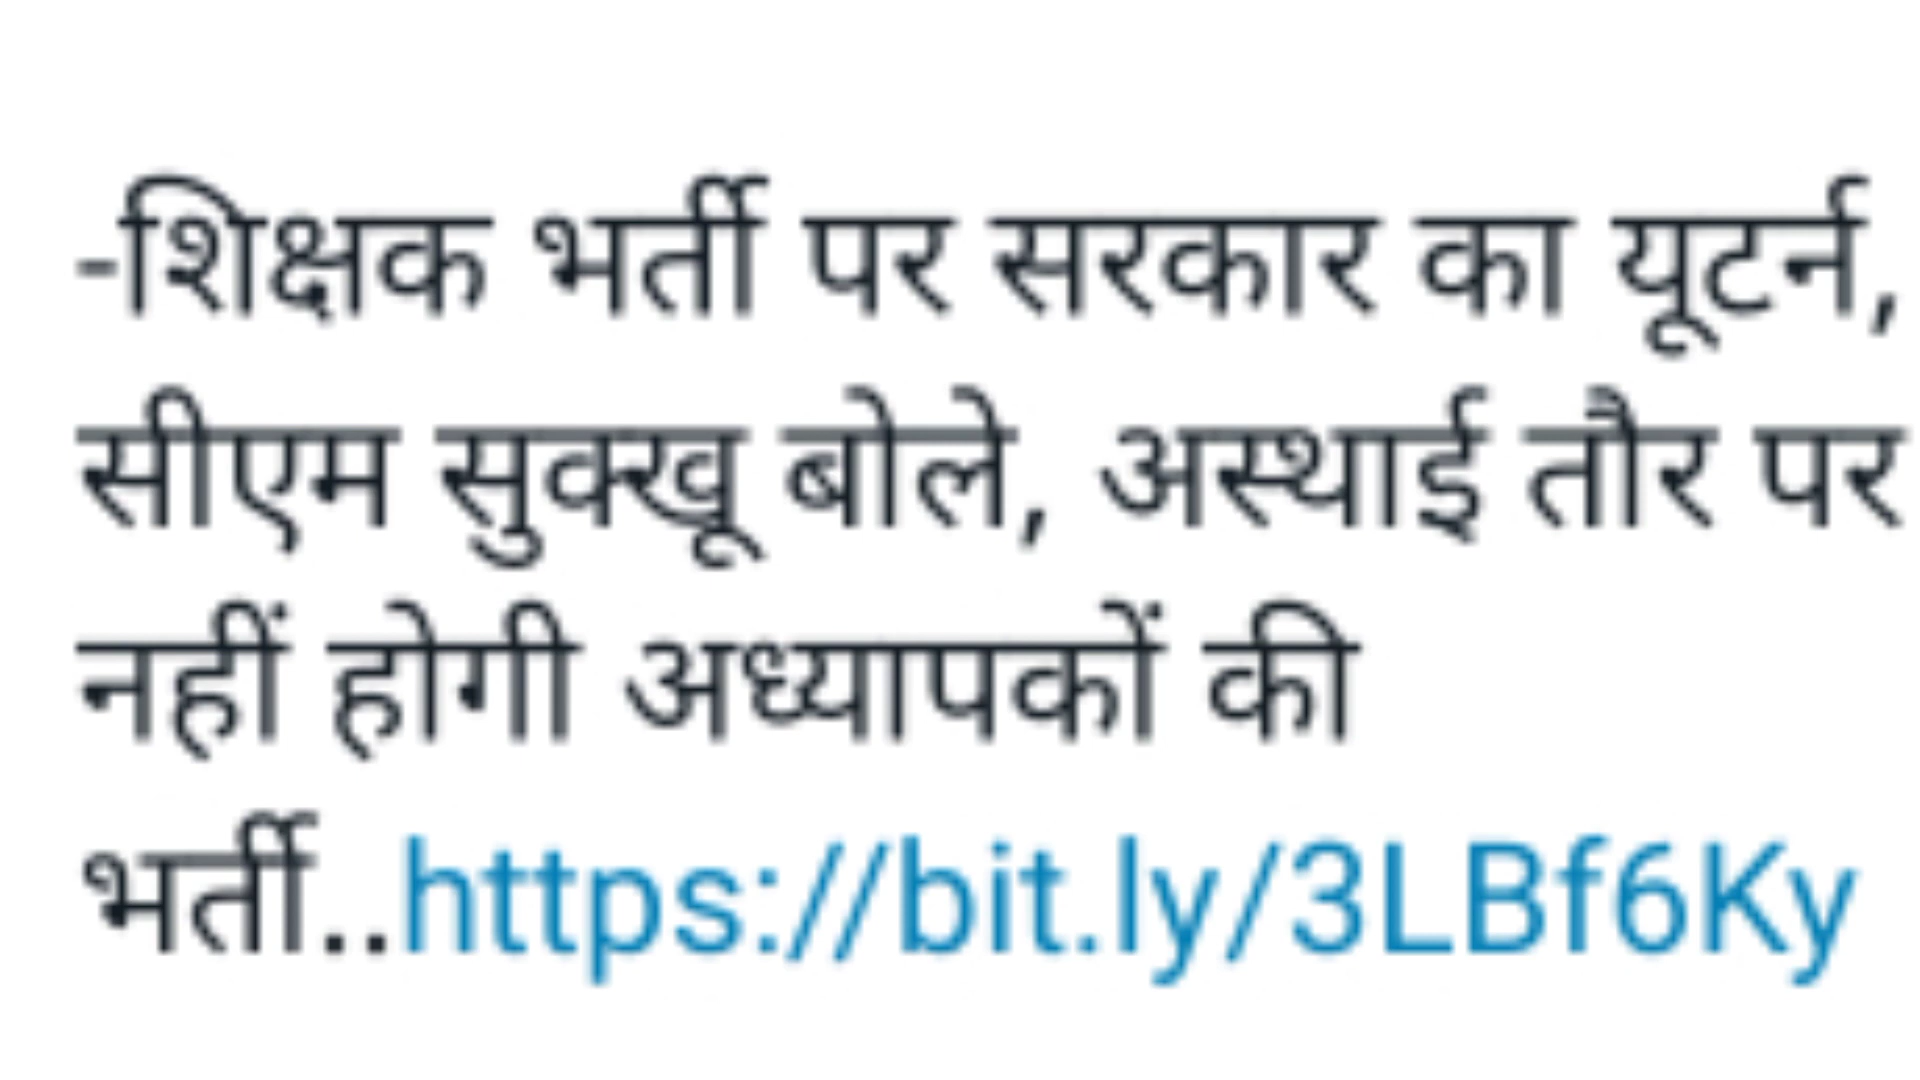 -शिक्षक भर्ती पर सरकार का यूटर्न,
सीएम सुक्खू बोले, अस्थाई तौर पर
नहीं होगी अध्यापकों की
भर्ती..https://bit.ly/3LBf6Ky